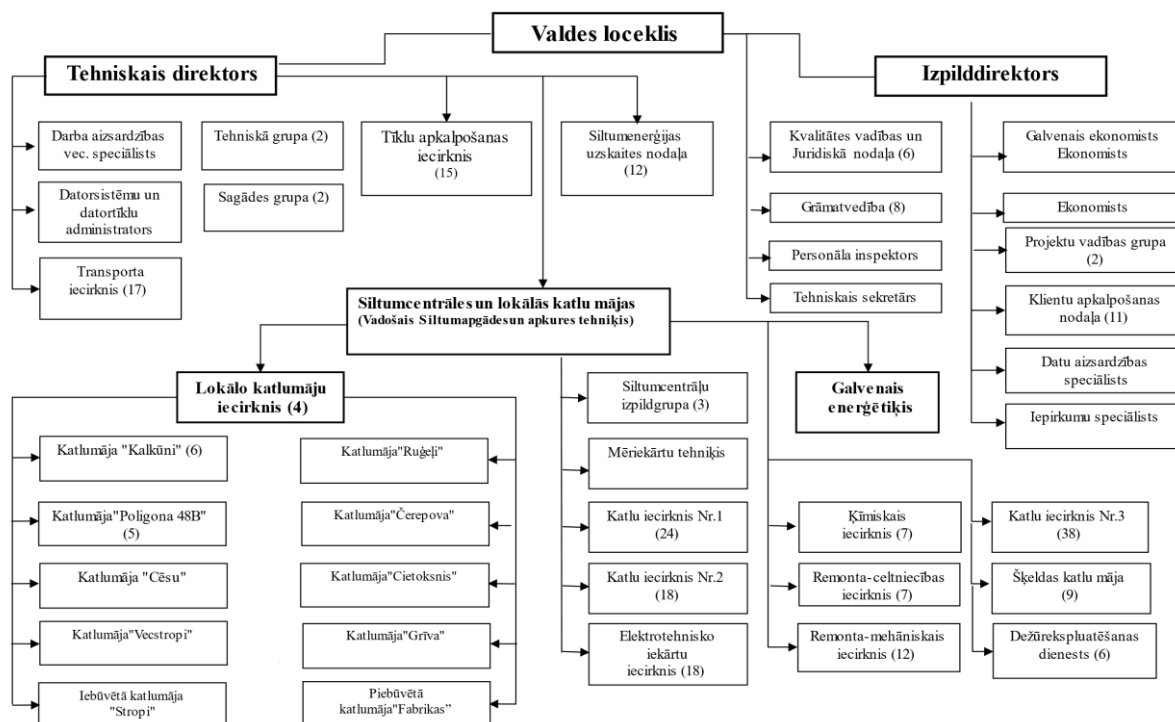 Valdes loceklis
Tehniskais direktors
Izpilddirektors
Darba aizsardzības
vec. speciālists
Tehniskā grupa (2)
Tīklu apkalpošanas
iecirknis
(15)
Siltumenerģijas
uzskaites nodaļa
(12)
Kvalitātes vadības un
Juridiskā nodaļa (6)
Galvenais ekonomists
Ekonomists
Datorsistēmu un
datortīklu
administrators
Sagādes grupa (2)
Grāmatvedība (8)
Ekonomists
Transporta
iecirknis (17)
Personāla inspektors
Projektu vadības grupa
(2)
Tehniskais sekretārs
Klientu apkalpošanas
nodaļa (11)
Datu aizsardzības
speciālists
Iepirkumu speciālists
Siltumcentrāles un lokālās katlu mājas
(Vadošais Siltumapgādes un apkures tehniķis)
Lokālo katlumāju
iecirknis (4)
Siltumcentrāļu
izpildgrupa (3)
Galvenais
enerģētiķis
Katlumāja "Kalkūni" (6)
Katlumāja"Ruģeļi"
Mēriekārtu tehniķis
Katlumāja"Poligona 48B"
(5)
Katlumāja"Čerepova"
Katlu iecirknis Nr.1
(24)
Ķīmiskais
iecirknis (7)
Katlu iecirknis Nr.3
(38)
Katlumāja "Cēsu"
Katlumāja"Cietoksnis"
Katlu iecirknis Nr.2
(18)
Remonta-celtniecības
iecirknis (7)
Šķeldas katlu māja
(9)
Katlumāja"Vecstropi"
Katlumāja"Grīva"
Elektrotehnisko
iekārtu
iecirknis (18)
Remonta-mehāniskais
iecirknis (12)
Dežūrekspluatēšanas
dienests (6)
Iebūvētā katlumāja
"Stropi"
Piebūvētā
katlumāja"Fabrikas”